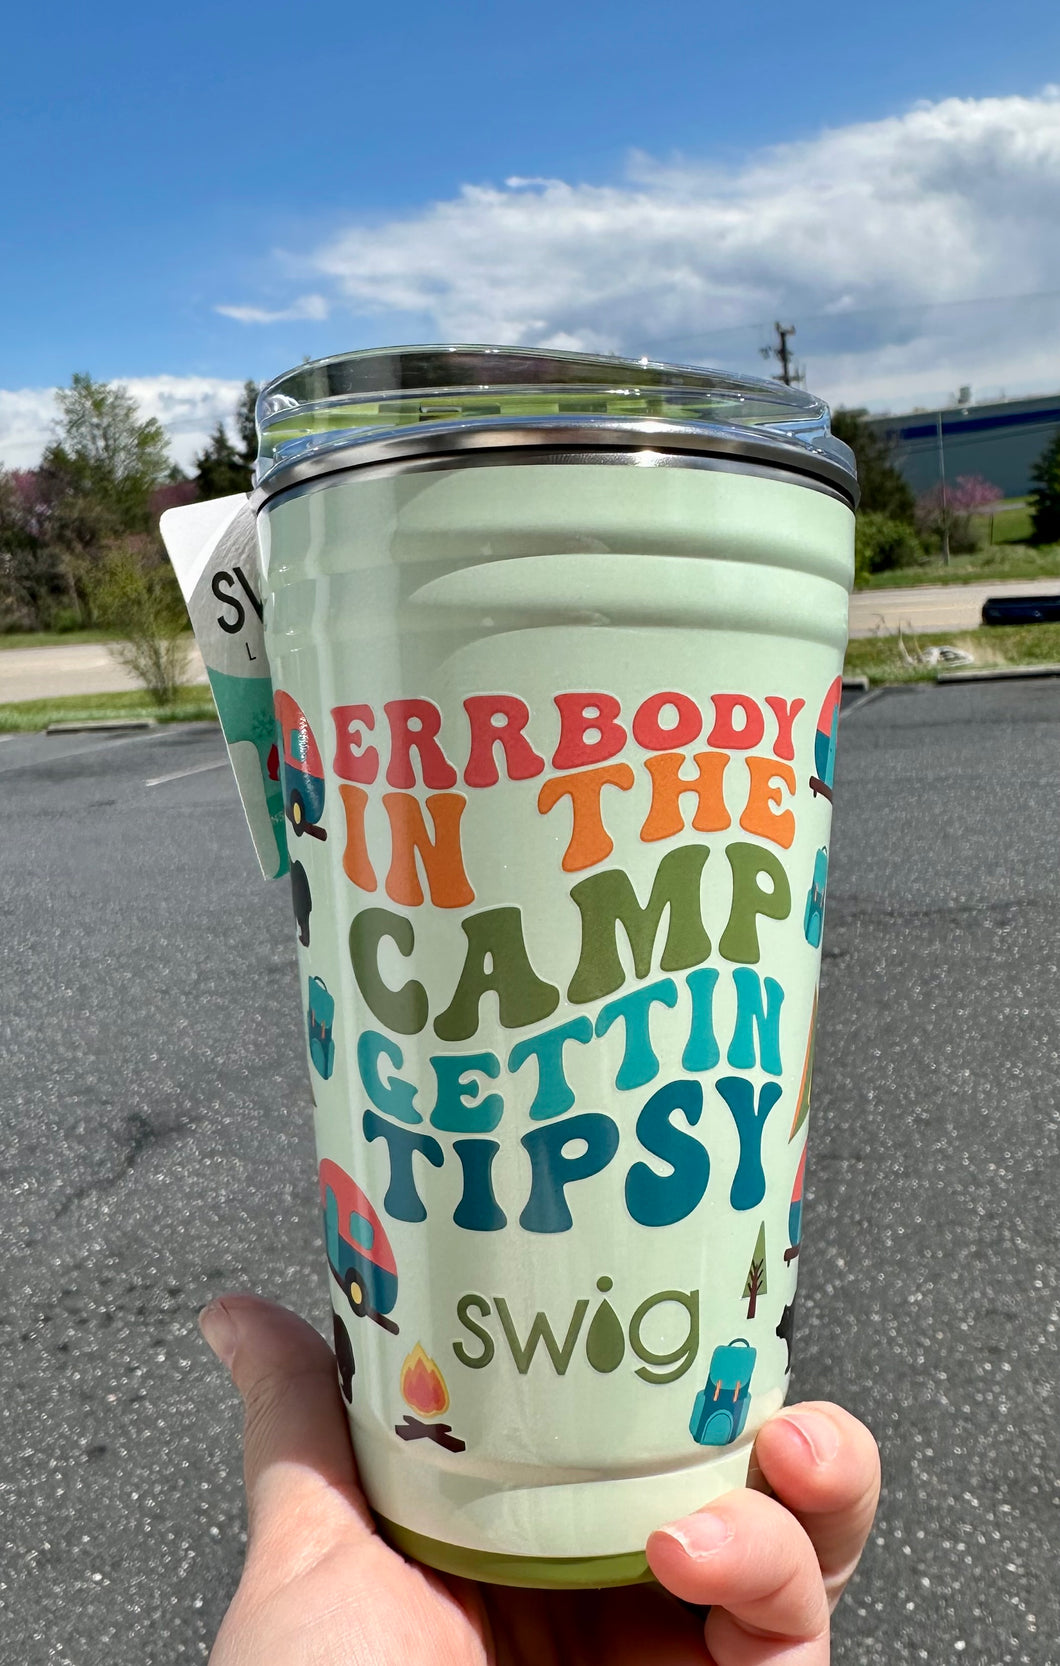 ERRBODY
IN THE
CAMP
GETTIN
TIPSY
swig